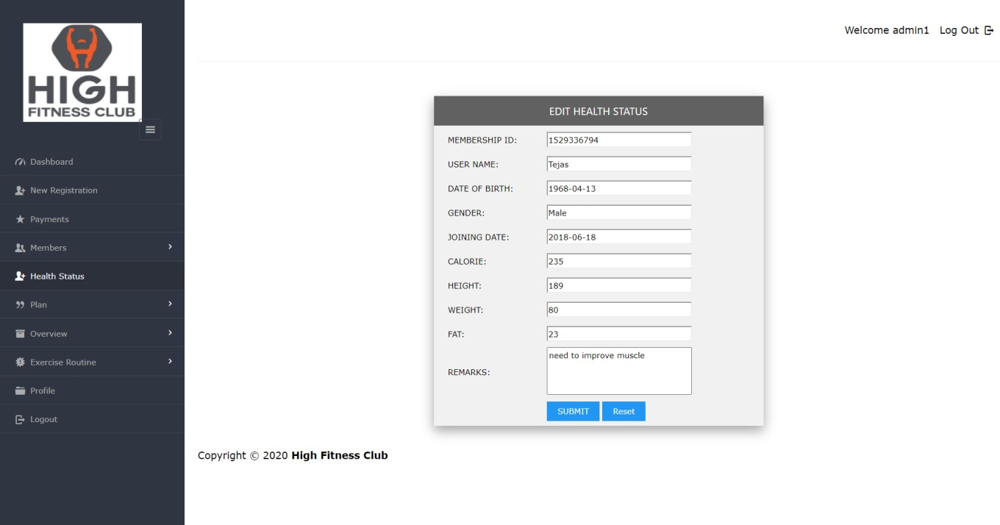 HIGH
FITNESS CLUB
Welcome admin1 Log Out
Dashboard
New Registration
Payments
Members
Health Status
Plan
Overview
Exercise Routine
Profile
Logout
EDIT HEALTH STATUS
MEMBERSHIP ID: 1529336794
USER NAME: Tejas
DATE OF BIRTH: 1968-04-13
GENDER: Male
JOINING DATE: 2018-06-18
CALORIE: 235
HEIGHT: 189
WEIGHT: 80
FAT: 23
REMARKS: need to improve muscle
SUBMIT Reset
Copyright © 2020 High Fitness Club